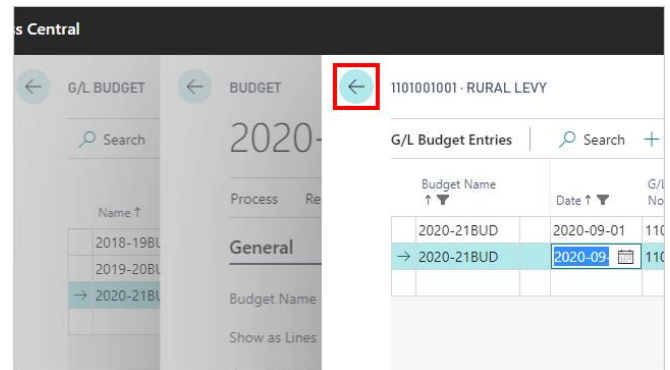 s Central
G/L BUDGET
BUDGET
1101001001 · RURAL LEVY
Search
2020-
G/L Budget Entries
Search
Process Re
Budget Name
Date
G/L
No
Name
General
2018-19BU
2020-21BUD 2020-09-01 110
2019-20BU
2020-21BUD 2020-09- 110
2020-21BU
Budget Name
Show as Lines